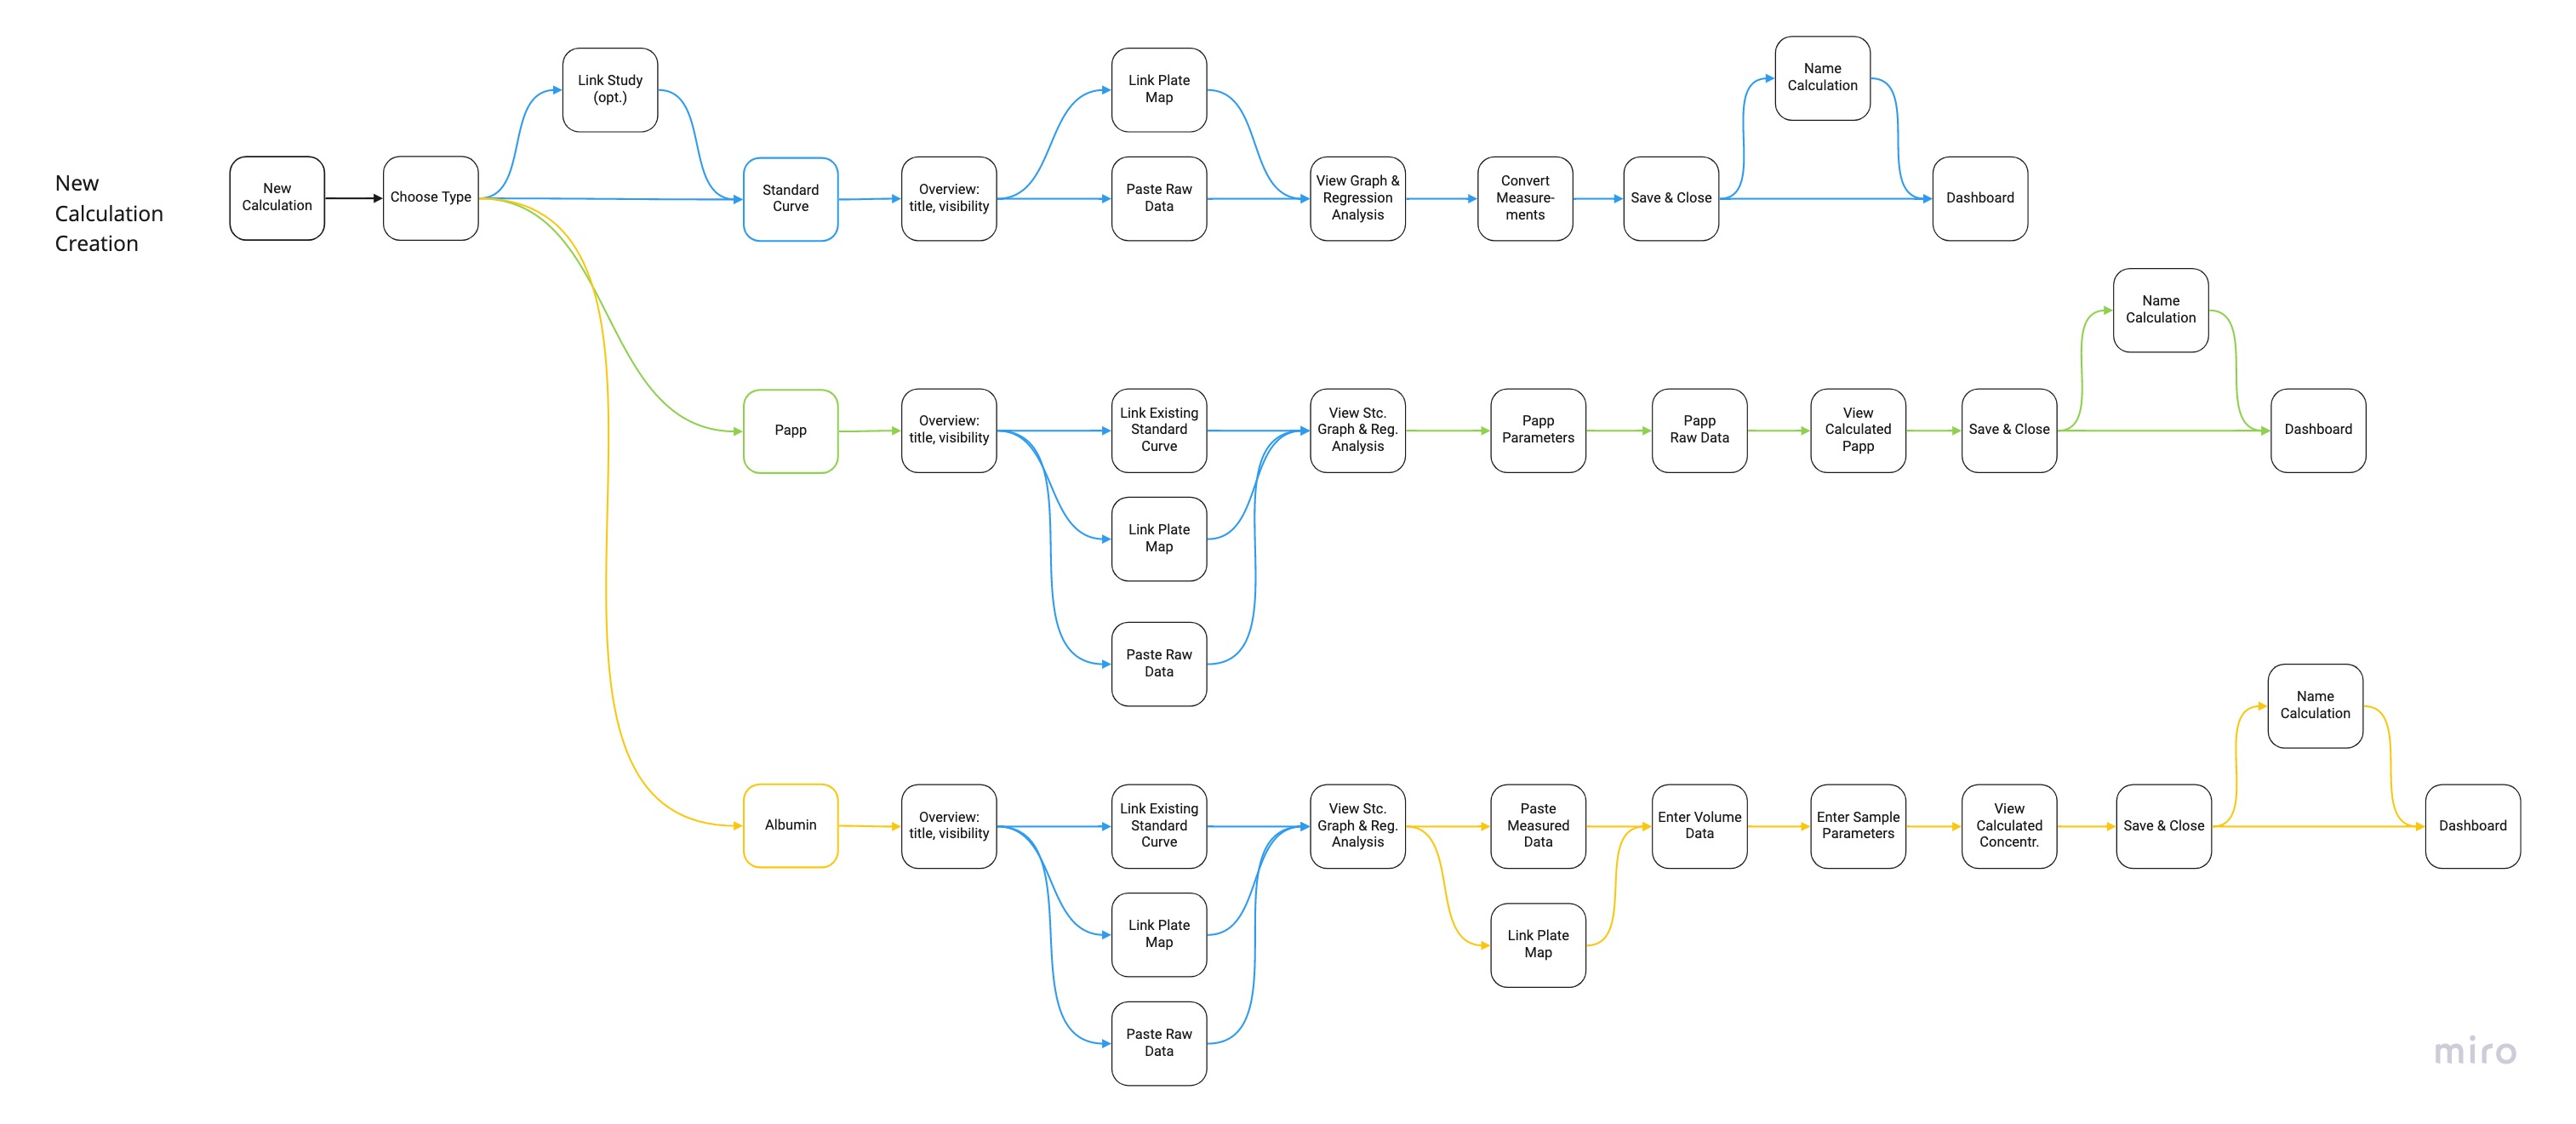 New
Calculation
Creation
New
Calculation
Choose Type
Link Study
(opt.)
Standard
Curve
Overview:
title, visibility
Link Plate
Map
Paste Raw
Data
View Graph &
Regression
Analysis
Convert
Measure-
ments
Save & Close
Name
Calculation
Dashboard
Papp
Overview:
title, visibility
Link Existing
Standard
Curve
Link Plate
Map
Paste Raw
Data
View Stc.
Graph & Reg.
Analysis
Papp
Parameters
Papp
Raw Data
View
Calculated
Papp
Save & Close
Name
Calculation
Dashboard
Albumin
Overview:
title, visibility
Link Existing
Standard
Curve
Link Plate
Map
Paste Raw
Data
View Stc.
Graph & Reg.
Analysis
Paste
Measured
Data
Link Plate
Map
Enter Volume
Data
Enter Sample
Parameters
View
Calculated
Concentr.
Save & Close
Name
Calculation
Dashboard
miro